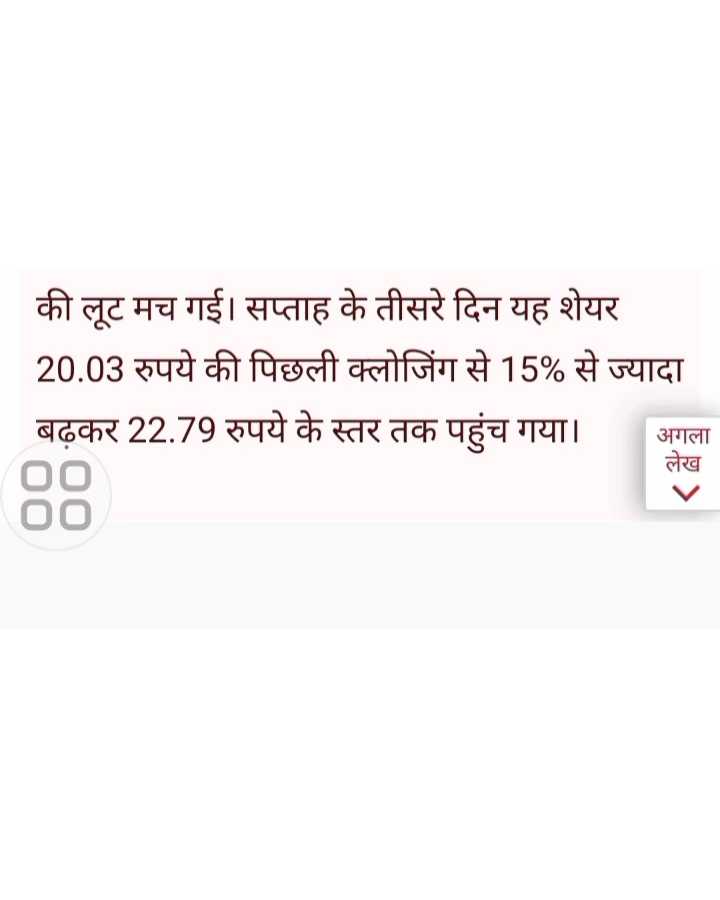 की लूट मच गई। सप्ताह के तीसरे दिन यह शेयर
20.03 रुपये की पिछली क्लोजिंग से 15% से ज्यादा
बढ़कर 22.79 रुपये के स्तर तक पहुंच गया।
अगला
लेख